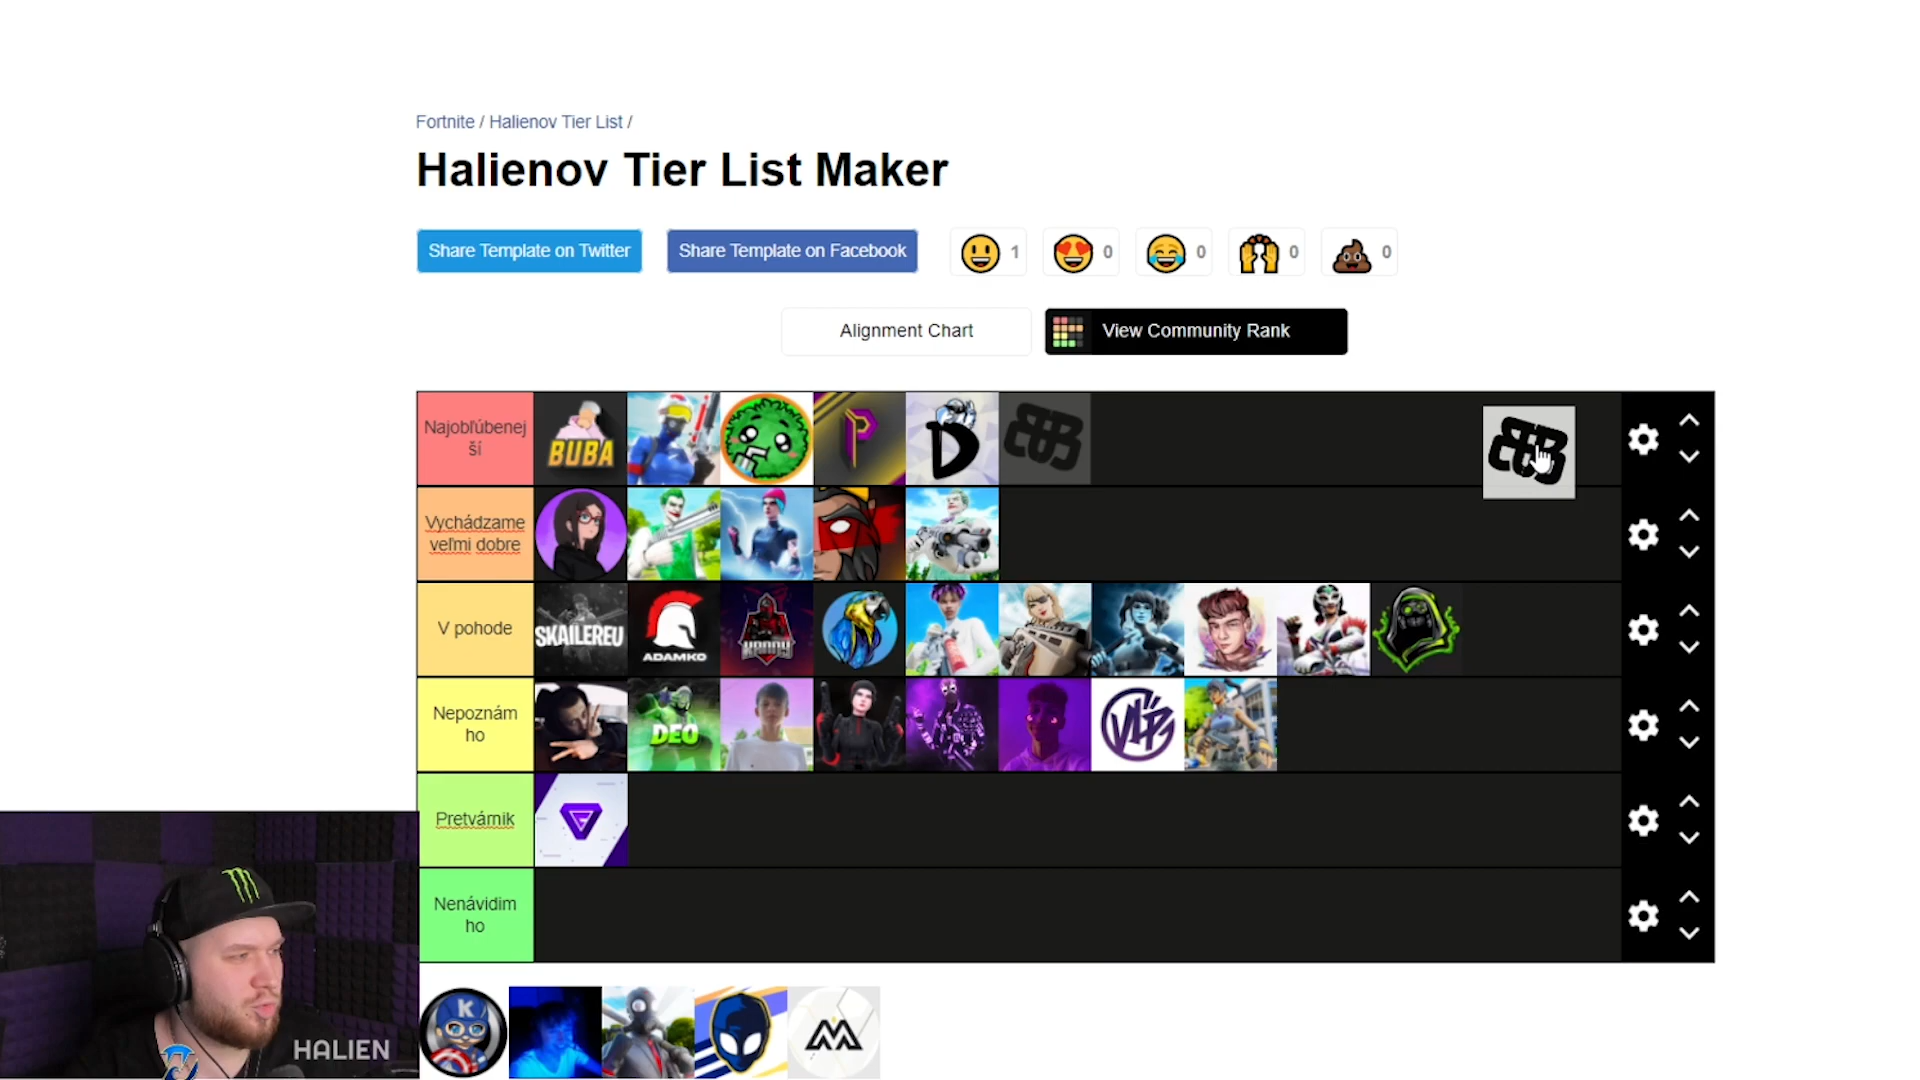 Fortnite / Halienov Tier List /
Halienov Tier List Maker
Share Template on Twitter
Share Template on Facebook
1
0
0
0
0
Alignment Chart
View Community Rank
Najobľúbenej
ší
BUBA
P
D
Vychádzame
veľmi dobre
V pohode
SKAILEREU
ADAMKO
Nepoznám
ho
DEO
Pretvárnik
Nenávidim
ho
K
HALIEN